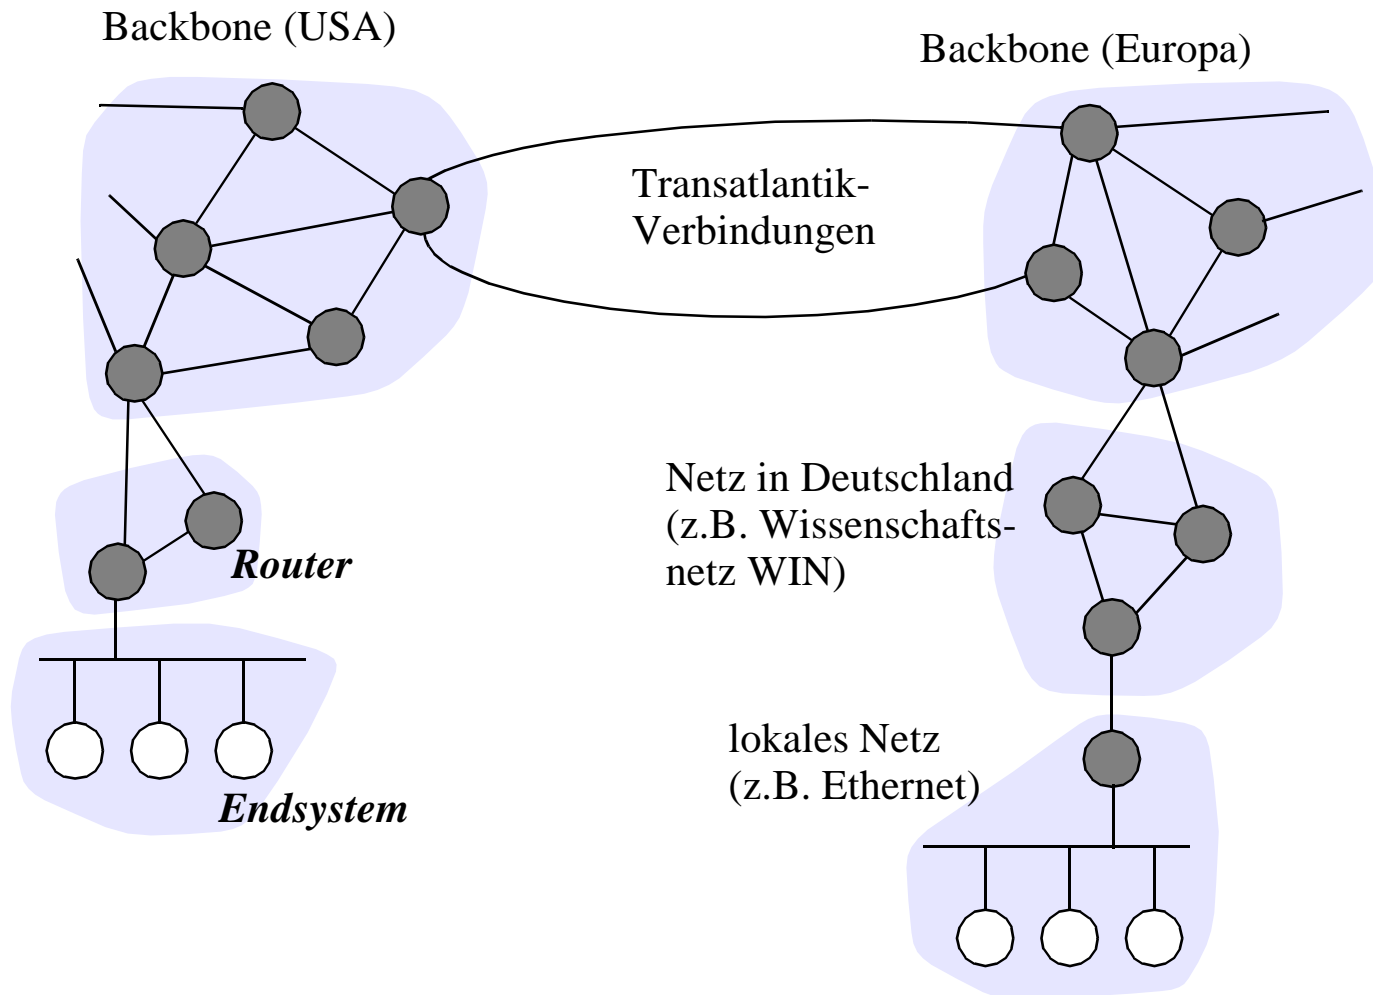 Backbone (USA)
Backbone (Europa)
Transatlantik-
Verbindungen
Netz in Deutschland
(z.B. Wissenschafts-
netz WIN)
Router
lokales Netz
(z.B. Ethernet)
Endsystem